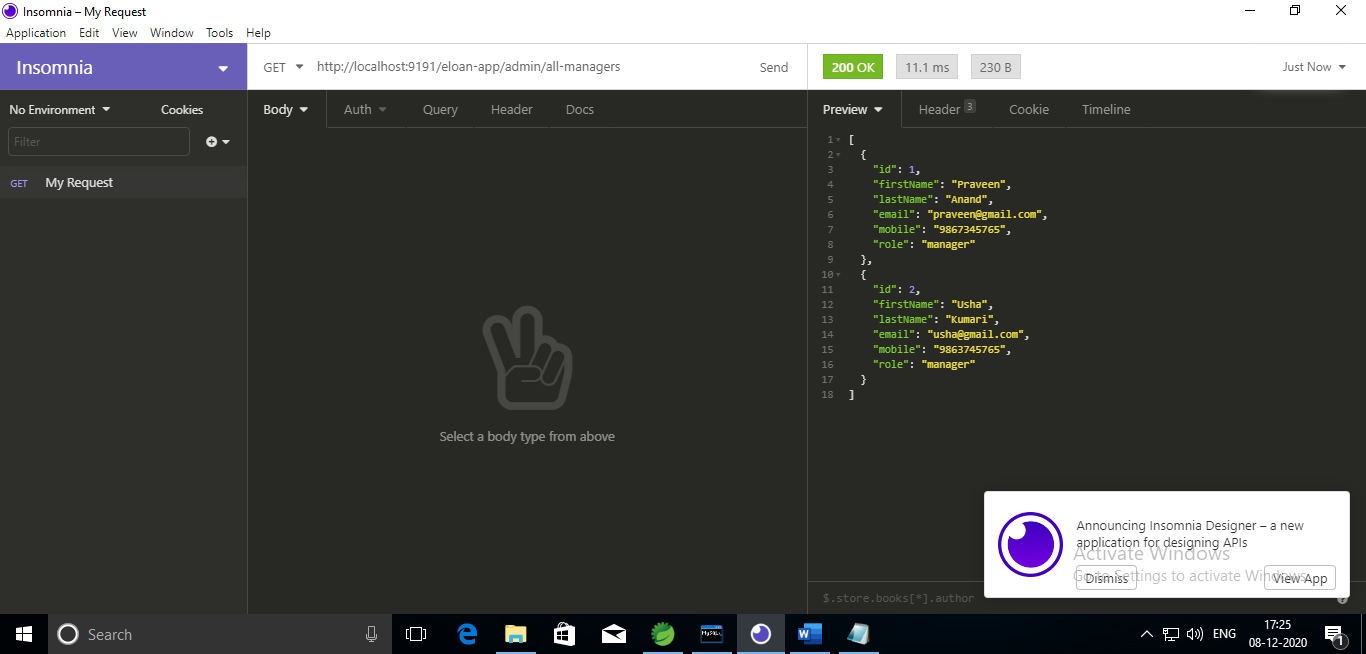 Insomnia – My Request
Application Edit View Window Tools Help
Insomnia
GET http://localhost:9191/eloan-app/admin/all-managers Send
200 OK 11.1 ms 230 B Just Now
No Environment Cookies
Body Auth Query Header Docs
Preview Header 3 Cookie Timeline
Filter
GET My Request
Select a body type from above
1 [
2 {
3 "id": 1,
4 "firstName": "Praveen",
5 "lastName": "Anand",
6 "email": "praveen@gmail.com",
7 "mobile": "9867345765",
8 "role": "manager"
9 },
10 {
11 "id": 2,
12 "firstName": "Usha",
13 "lastName": "Kumari",
14 "email": "usha@gmail.com",
15 "mobile": "9863745765",
16 "role": "manager"
17 }
18 ]
Announcing Insomnia Designer – a new
application for designing APIs
Activate Windows
Go to Settings to activate Windows.
Dismiss View App
$.store.books[*].author
Search
MySQL
W
ENG
17:25
08-12-2020
1